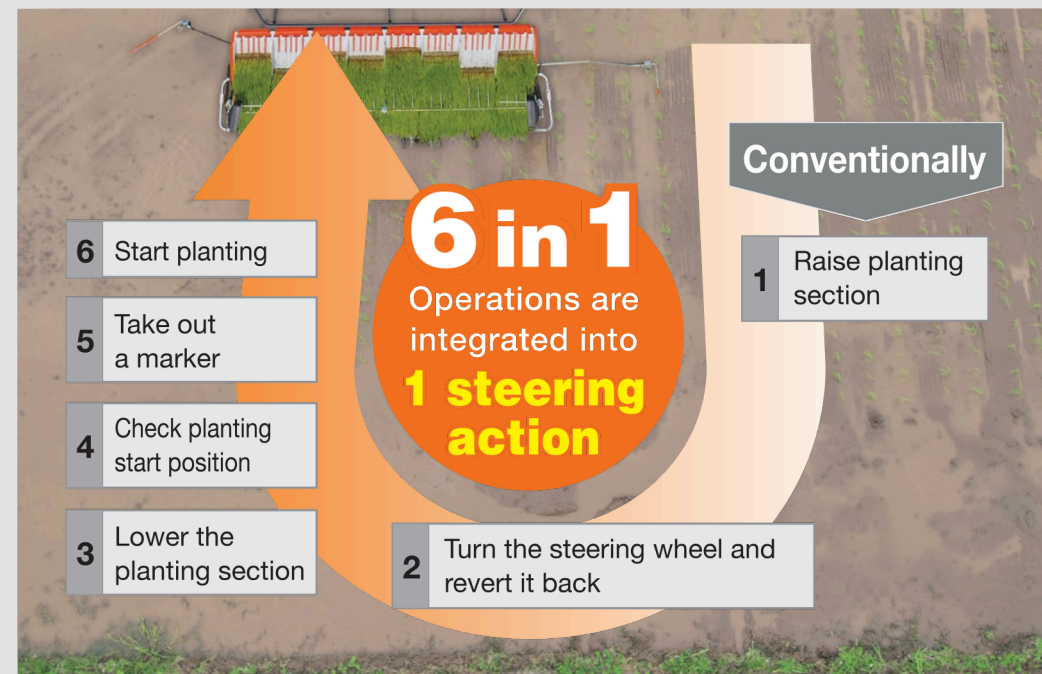 Conventionally
1 Raise planting
section
2 Turn the steering wheel and
revert it back
3 Lower the
planting section
4 Check planting
start position
5 Take out
a marker
6 Start planting
6 in 1
Operations are
integrated into
1 steering
action